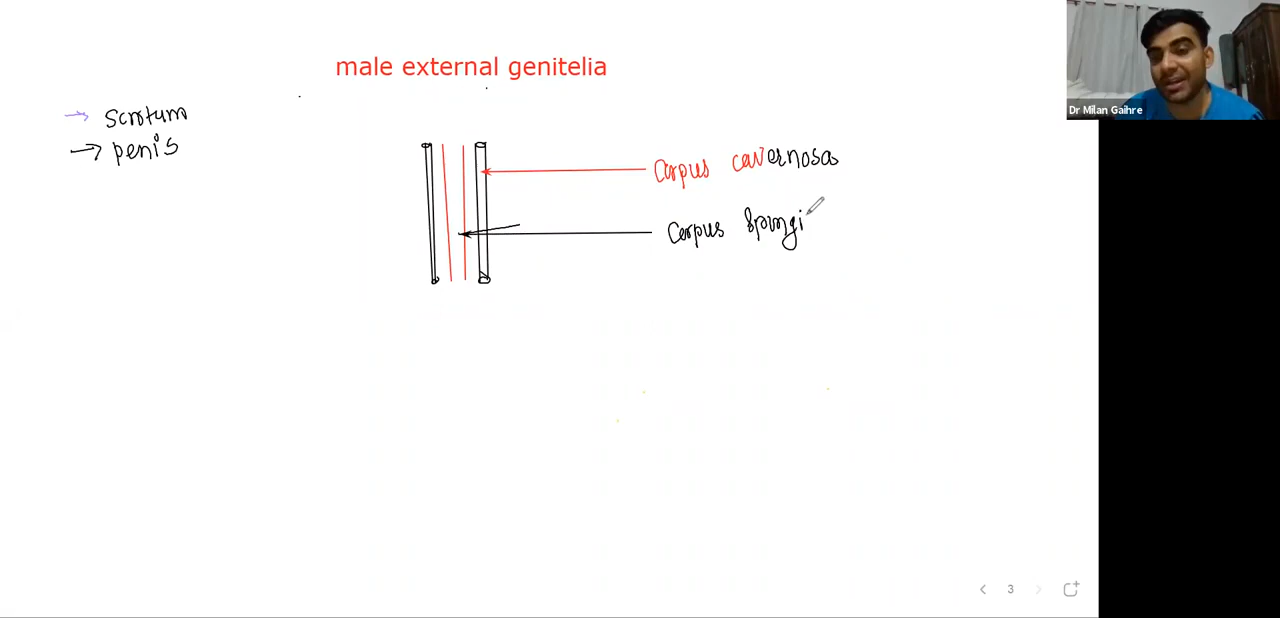 male external genitelia
Dr Milan Gaihre
→ Scrotum
→ penis
Corpus cavernosa
Corpus Spongi
3